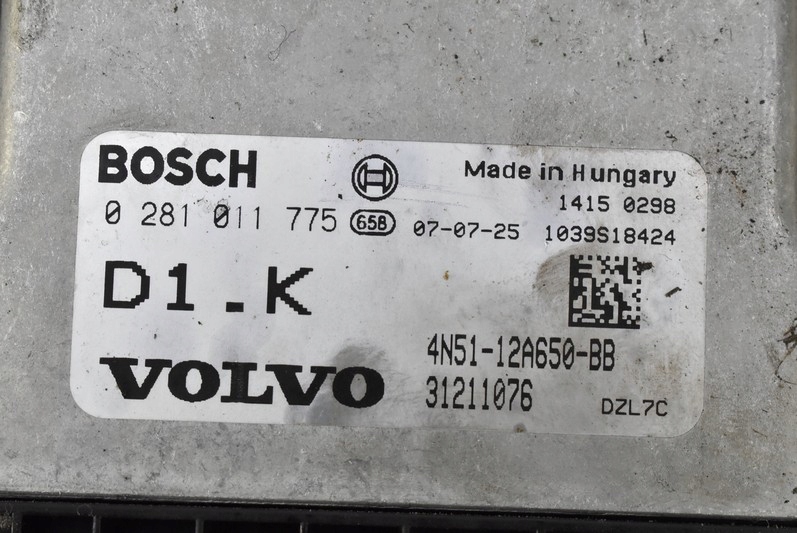 BOSCH Made in Hungary
1415 0298
0 281 011 775 658 07-07-25 1039S18424
D1.K
VOLVO
4N51-12A650-BB
31211076 DZL7C